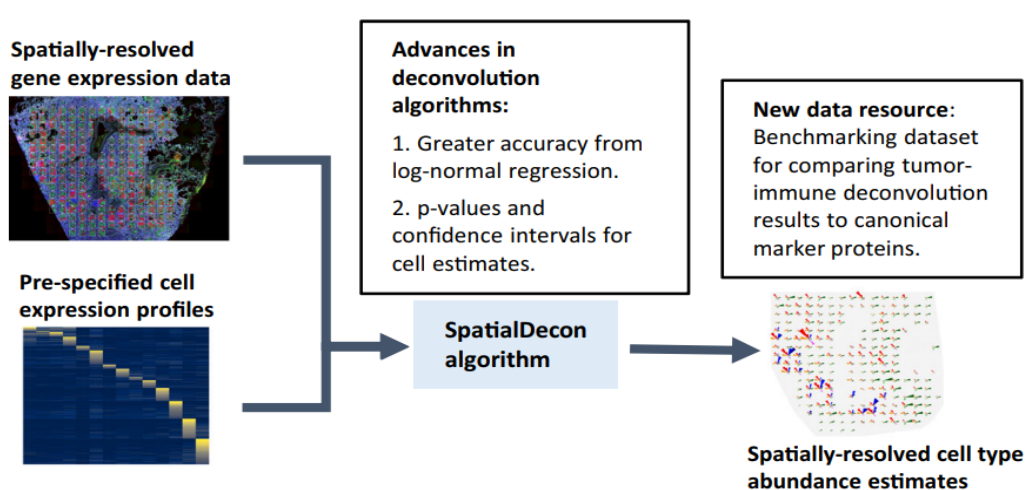 Spatially-resolved
gene expression data
Pre-specified cell
expression profiles
Advances in
deconvolution
algorithms:
1. Greater accuracy from
log-normal regression.
2. p-values and
confidence intervals for
cell estimates.
SpatialDecon
algorithm
New data resource:
Benchmarking dataset
for comparing tumor-
immune deconvolution
results to canonical
marker proteins.
Spatially-resolved cell type
abundance estimates